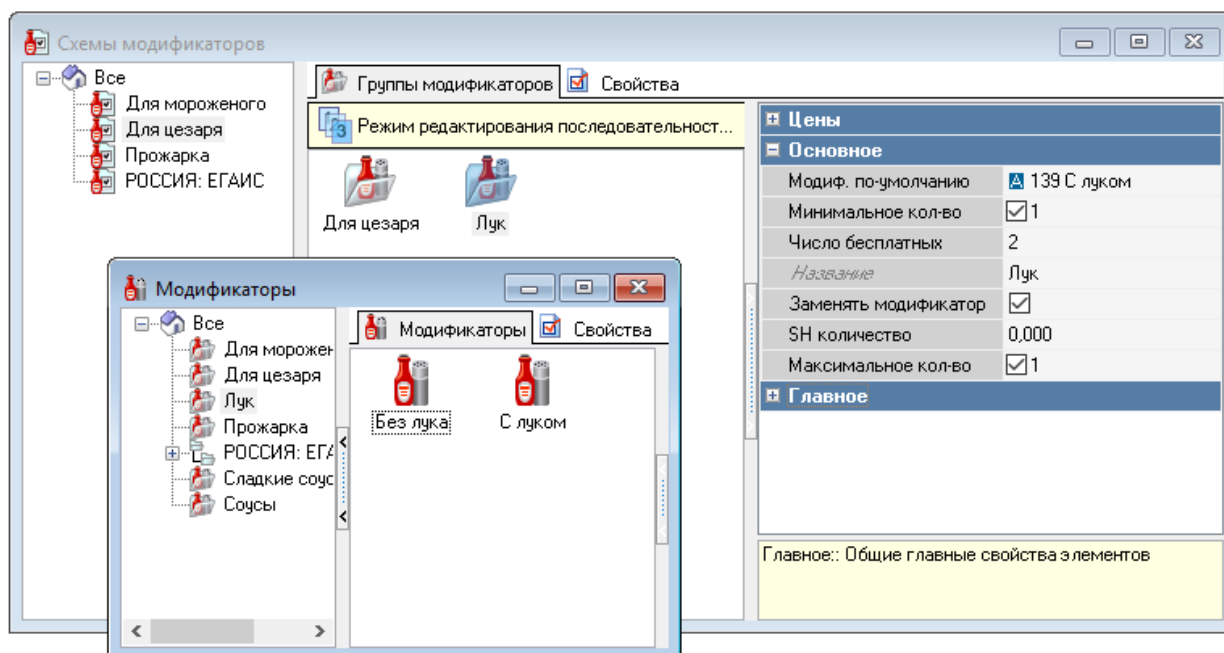 Схемы модификаторов
Все
Для мороженого
Для цезаря
Прожарка
РОССИЯ: ЕГАИС
Группы модификаторов
Свойства
Режим редактирования последовательност...
Для цезаря
Лук
Цены
Основное
Модиф. по-умолчанию
139 С луком
Минимальное кол-во
1
Число бесплатных
2
Название
Лук
Заменять модификатор
SH количество
0,000
Максимальное кол-во
1
Главное
Главное:: Общие главные свойства элементов
Модификаторы
Все
Для морожен
Для цезаря
Лук
Прожарка
РОССИЯ: ЕГА
Сладкие соус
Соусы
Модификаторы
Свойства
Без лука
С луком